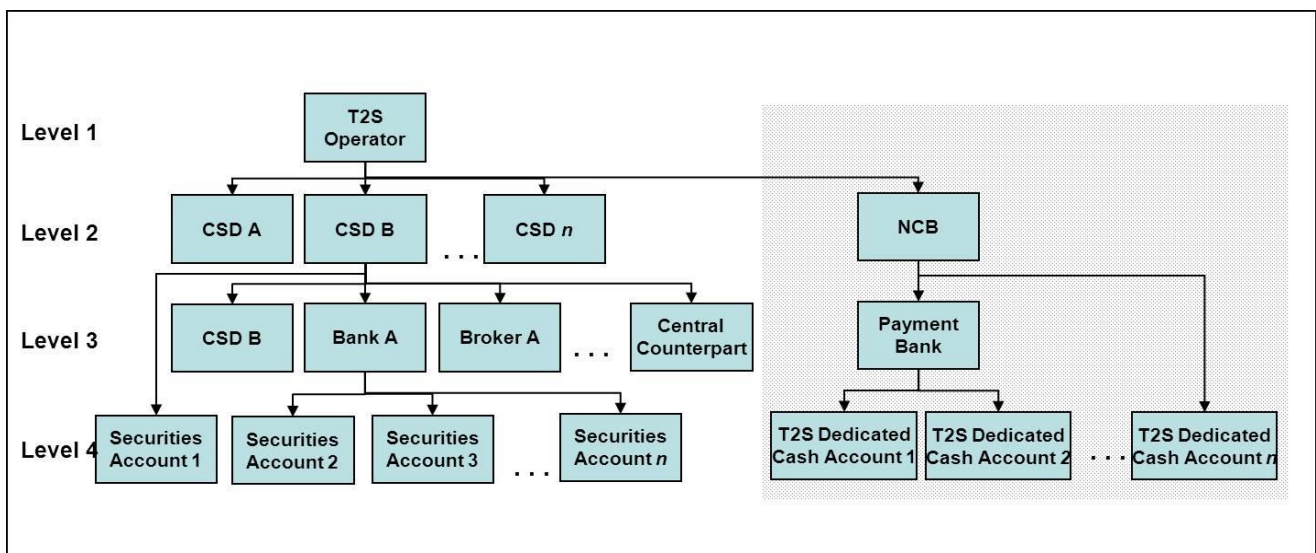 Level 1
T2S
Operator
Level 2
CSD A
CSD B
. . .
CSD n
NCB
Level 3
CSD B
Bank A
Broker A
. . .
Central
Counterpart
Payment
Bank
Level 4
Securities
Account 1
Securities
Account 2
Securities
Account 3
. . .
Securities
Account n
T2S Dedicated
Cash Account 1
T2S Dedicated
Cash Account 2
. . .
T2S Dedicated
Cash Account n